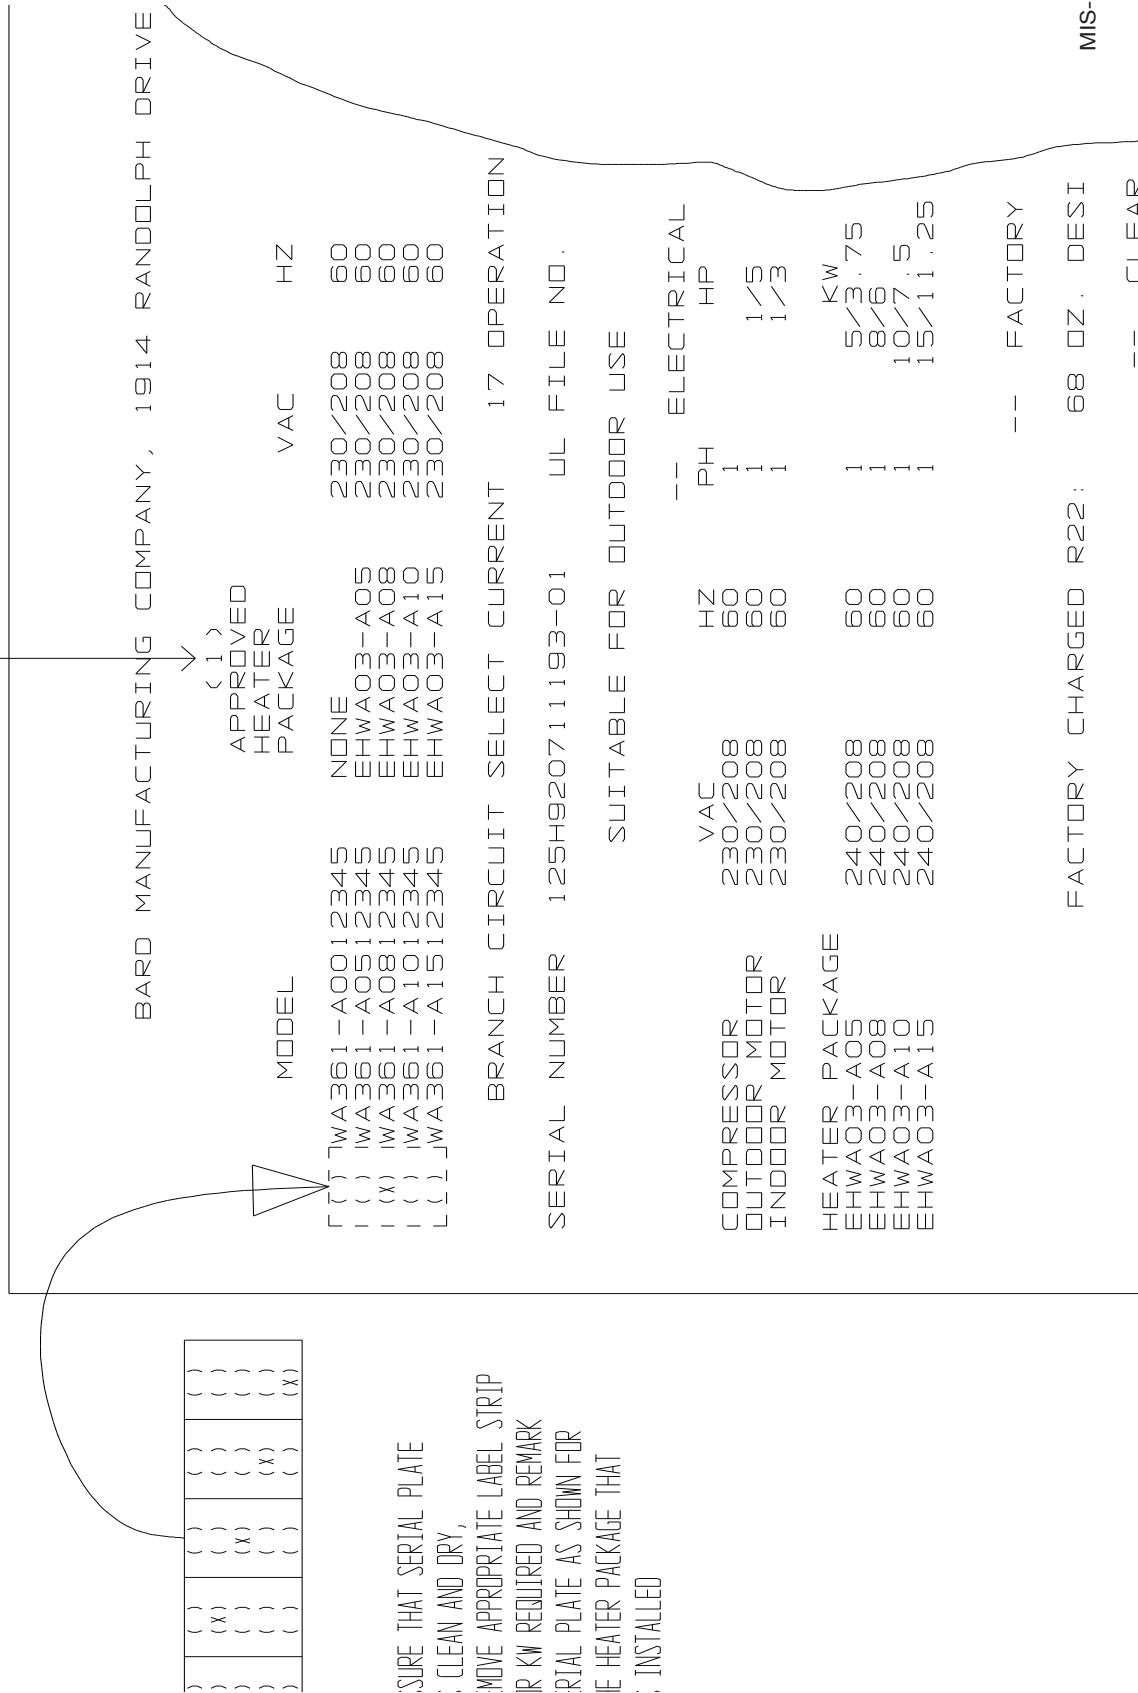 BARD MANUFACTURING COMPANY, 1914 RANDOLPH DRIVE
(1)
APPROVED
HEATER
MODEL PACKAGE VAC HZ
( ) WA361-A0012345 NONE 230/208 60
( ) WA361-A0512345 EHWA03-A05 230/208 60
(X) WA361-A0812345 EHWA03-A08 230/208 60
( ) WA361-A1012345 EHWA03-A10 230/208 60
( ) WA361-A1512345 EHWA03-A15 230/208 60
BRANCH CIRCUIT SELECT CURRENT 17 OPERATION
SERIAL NUMBER 125H920711193-01 UL FILE NO.
SUITABLE FOR OUTDOOR USE
-- ELECTRICAL
VAC HZ PH HP
COMPRESSOR 230/208 60 1
OUTDOOR MOTOR 230/208 60 1 1/5
INDOOR MOTOR 230/208 60 1 1/3
HEATER PACKAGE KW
EHWA03-A05 240/208 60 1 5/3.75
EHWA03-A08 240/208 60 1 8/6
EHWA03-A10 240/208 60 1 10/7.5
EHWA03-A15 240/208 60 1 15/11.25
-- FACTORY
FACTORY CHARGED R22: 68 OZ. DESI
-- CLEAR
MIS-
( ) ( ) ( ) ( ) ( )
( ) (X) ( ) ( ) ( )
( ) ( ) (X) ( ) ( )
( ) ( ) ( ) (X) ( )
( ) ( ) ( ) ( ) (X)
SSURE THAT SERIAL PLATE
S CLEAN AND DRY,
EMOVE APPROPRIATE LABEL STRIP
OR KW REQUIRED AND REMARK
ERIAL PLATE AS SHOWN FOR
HE HEATER PACKAGE THAT
S INSTALLED